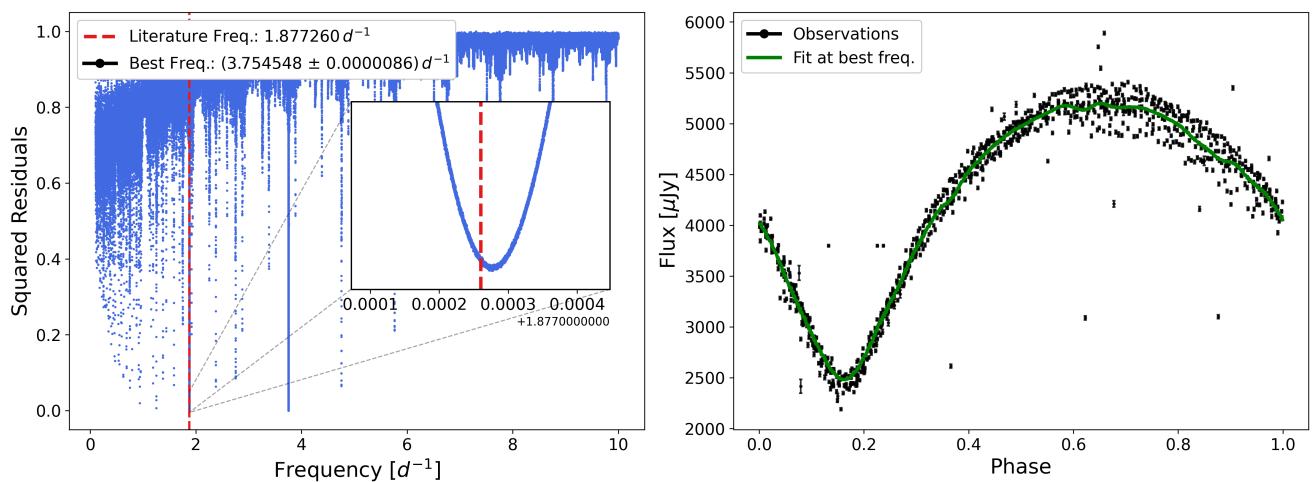 Squared Residuals
1.0
0.8
0.6
0.4
0.2
0.0
Literature Freq.: 1.877260 d⁻¹
Best Freq.: (3.754548 ± 0.0000086) d⁻¹
0.0001 0.0002 0.0003 0.0004
+1.8770000000
0 2 4 6 8 10
Frequency [d⁻¹]
Flux [μJy]
6000
5500
5000
4500
4000
3500
3000
2500
2000
Observations
Fit at best freq.
0.0 0.2 0.4 0.6 0.8 1.0
Phase